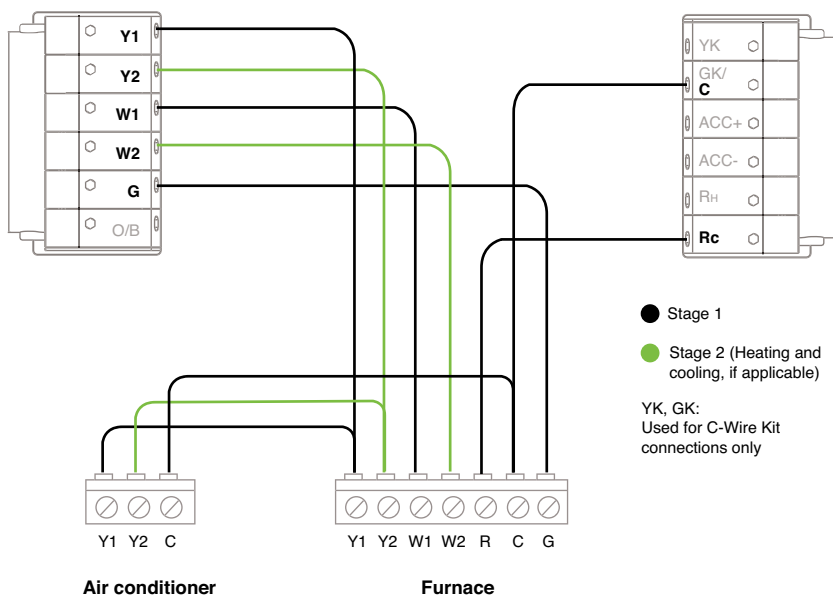 Y1
Y2
W1
W2
G
O/B
YK
GK/
C
ACC+
ACC-
RH
Rc
Stage 1
Stage 2 (Heating and
cooling, if applicable)
YK, GK:
Used for C-Wire Kit
connections only
Y1 Y2 C
Air conditioner
Y1 Y2 W1 W2 R C G
Furnace